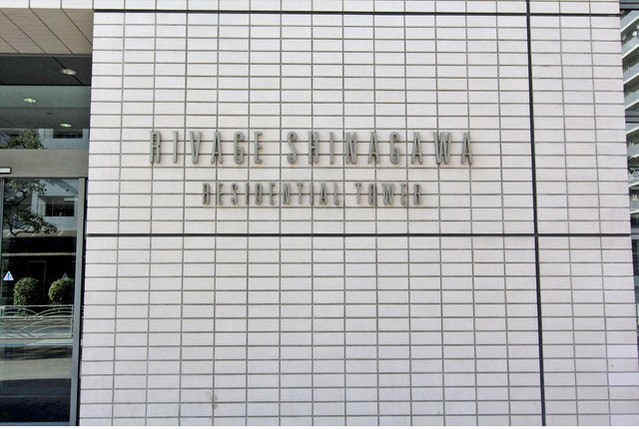 RIVAGE SHINAGAWA
RESIDENTIAL TOWER